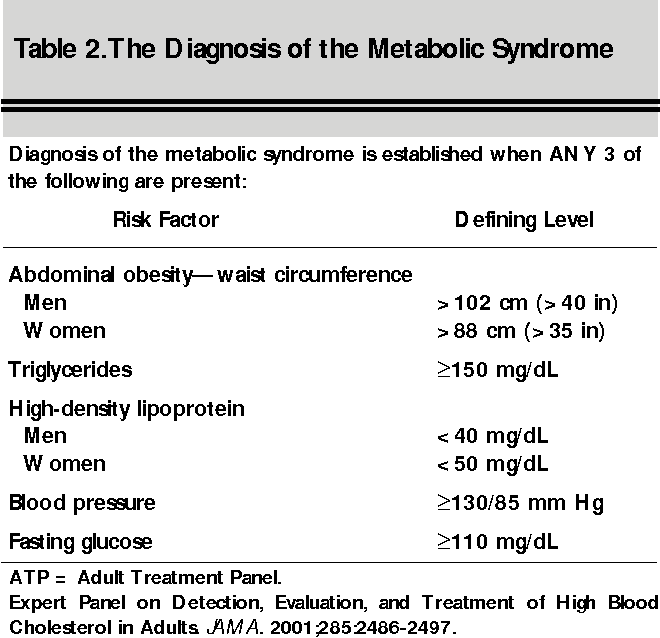 Table 2. The Diagnosis of the Metabolic Syndrome
Diagnosis of the metabolic syndrome is established when ANY 3 of
the following are present:
Risk Factor Defining Level
Abdominal obesity—waist circumference
Men >102 cm (>40 in)
Women >88 cm (>35 in)
Triglycerides ≥150 mg/dL
High-density lipoprotein
Men <40 mg/dL
Women <50 mg/dL
Blood pressure ≥130/85 mm Hg
Fasting glucose ≥110 mg/dL
ATP = Adult Treatment Panel.
Expert Panel on Detection, Evaluation, and Treatment of High Blood
Cholesterol in Adults. JAMA. 2001;285:2486-2497.